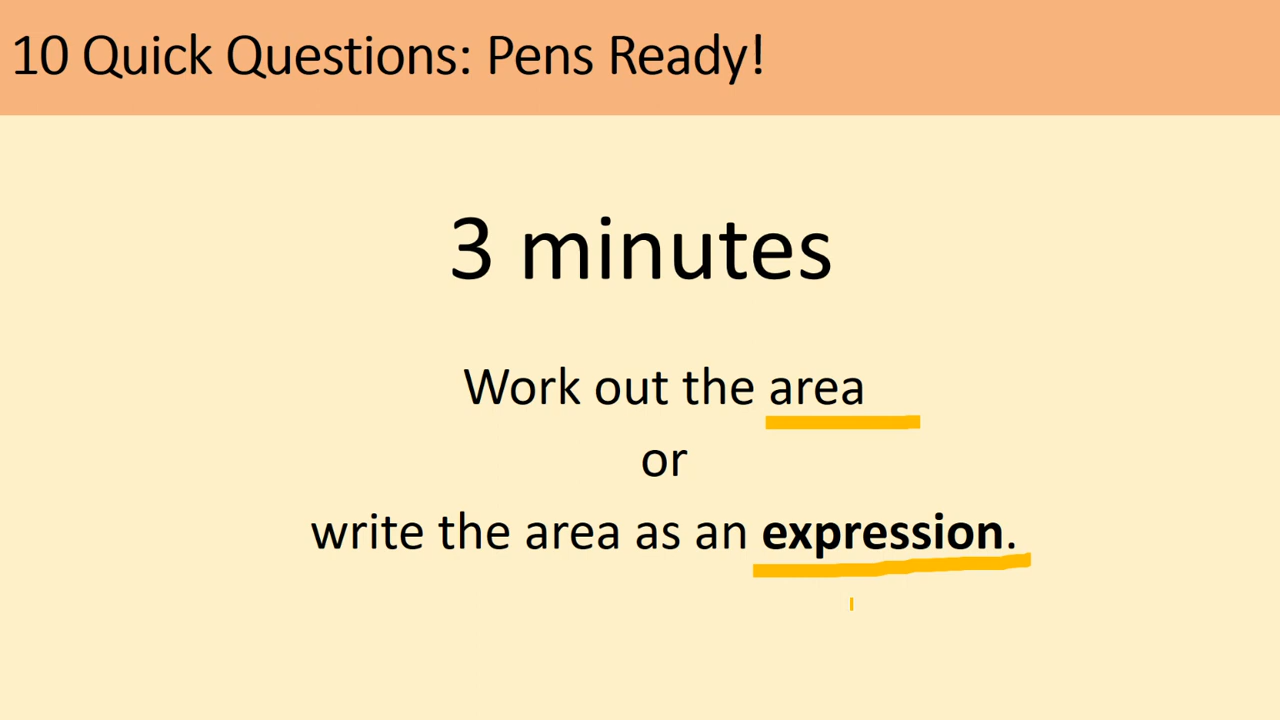 10 Quick Questions: Pens Ready!
3 minutes
Work out the area
or
write the area as an expression.